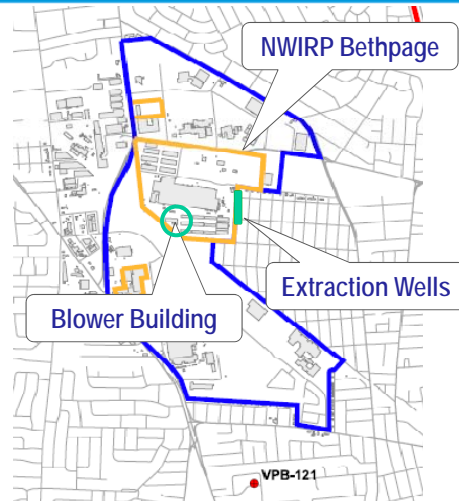 NWIRP Bethpage
Extraction Wells
Blower Building
VPB-121